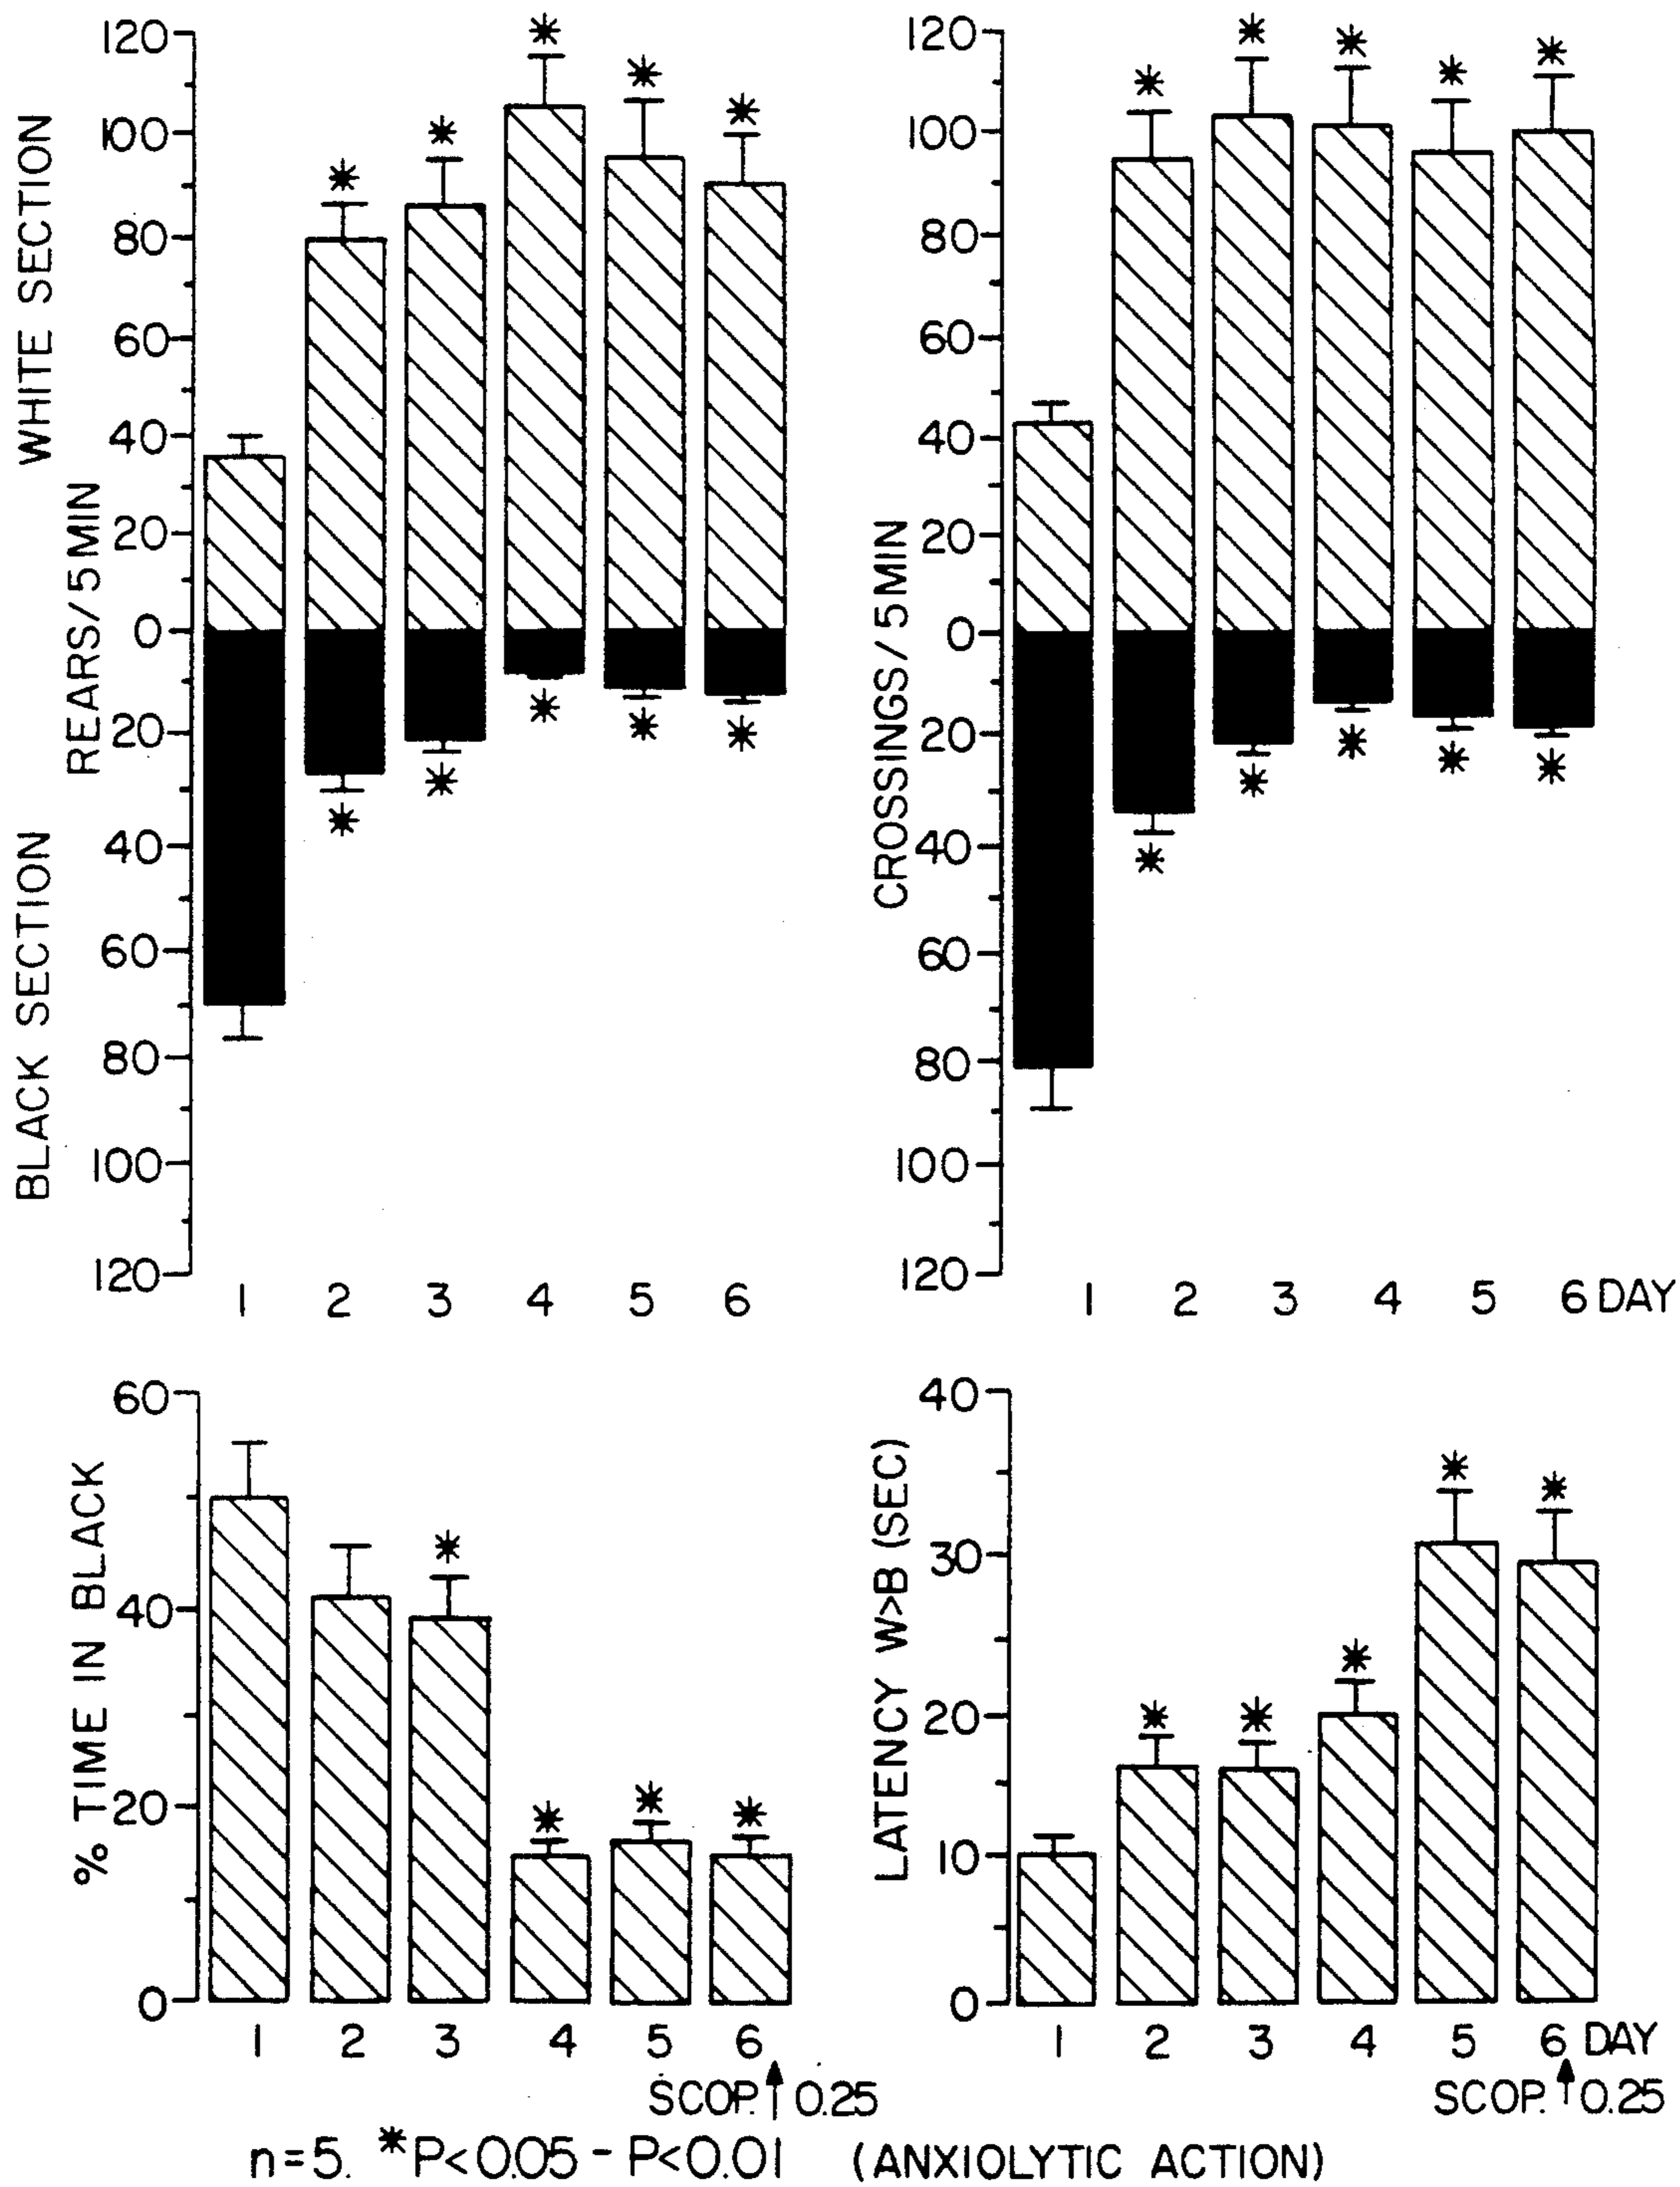 WHITE SECTION
BLACK SECTION
REARS/5MIN
120
100
80
60
40
20
0
20
40
60
80
100
120
1 2 3 4 5 6
CROSSINGS/5MIN
120
100
80
60
40
20
0
20
40
60
80
100
120
1 2 3 4 5 6 DAY
% TIME IN BLACK
60
40
20
0
1 2 3 4 5 6
SCOP. 0.25
LATENCY W>B (SEC)
40
30
20
10
0
1 2 3 4 5 6 DAY
SCOP. 0.25
n=5. *P<0.05 - P<0.01 (ANXIOLYTIC ACTION)